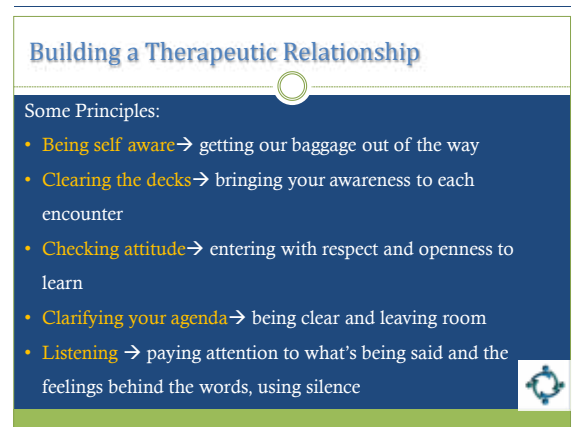 Building a Therapeutic Relationship
Some Principles:
• Being self aware→ getting our baggage out of the way
• Clearing the decks→ bringing your awareness to each
encounter
• Checking attitude→ entering with respect and openness to
learn
• Clarifying your agenda→ being clear and leaving room
• Listening → paying attention to what's being said and the
feelings behind the words, using silence